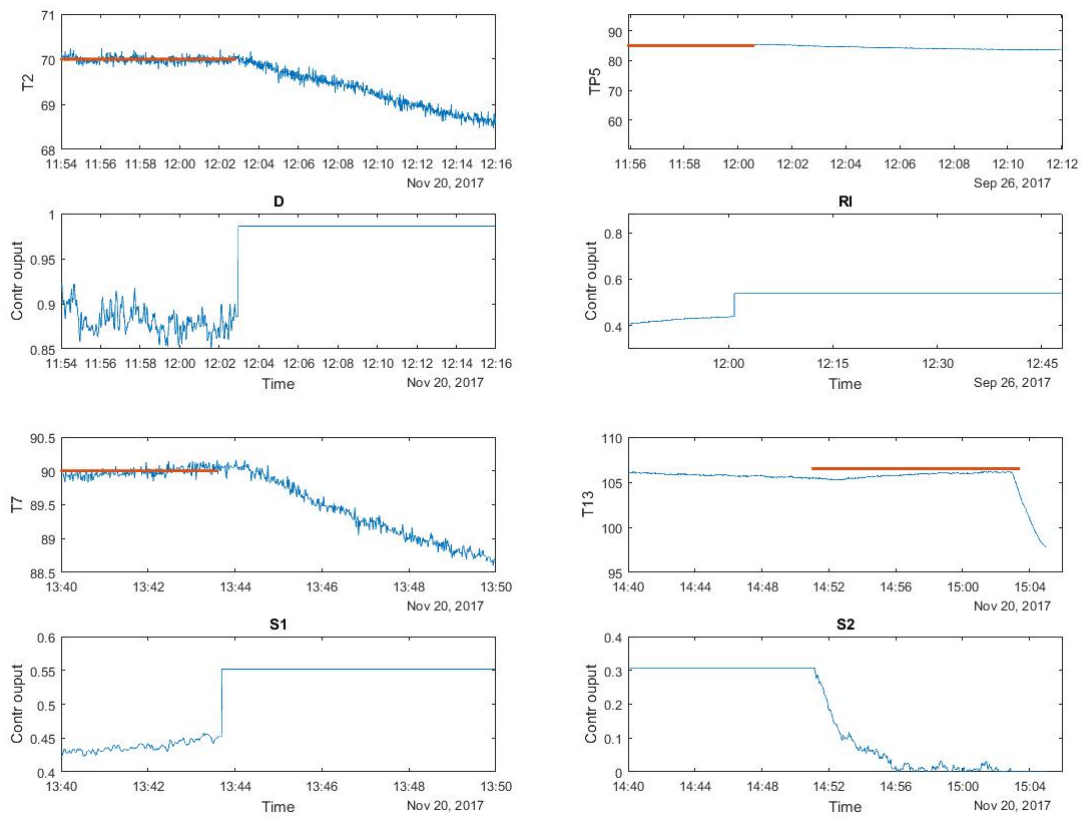 71
70
69
68
T2
11:54 11:56 11:58 12:00 12:02 12:04 12:06 12:08 12:10 12:12 12:14 12:16
Nov 20, 2017
90
80
70
60
TP5
11:56 11:58 12:00 12:02 12:04 12:06 12:08 12:10 12:12
Sep 26, 2017
D
1
0.95
0.9
0.85
Contr ouput
11:54 11:56 11:58 12:00 12:02 12:04 12:06 12:08 12:10 12:12 12:14 12:16
Time
Nov 20, 2017
RI
0.8
0.6
0.4
Contr ouput
12:00 12:15 12:30 12:45
Time
Sep 26, 2017
90.5
90
89.5
89
88.5
T7
13:40 13:42 13:44 13:46 13:48 13:50
Nov 20, 2017
110
105
100
95
T13
14:40 14:44 14:48 14:52 14:56 15:00 15:04
Nov 20, 2017
S1
0.6
0.55
0.5
0.45
0.4
Contr ouput
13:40 13:42 13:44 13:46 13:48 13:50
Time
Nov 20, 2017
S2
0.4
0.3
0.2
0.1
0
Contr ouput
14:40 14:44 14:48 14:52 14:56 15:00 15:04
Time
Nov 20, 2017